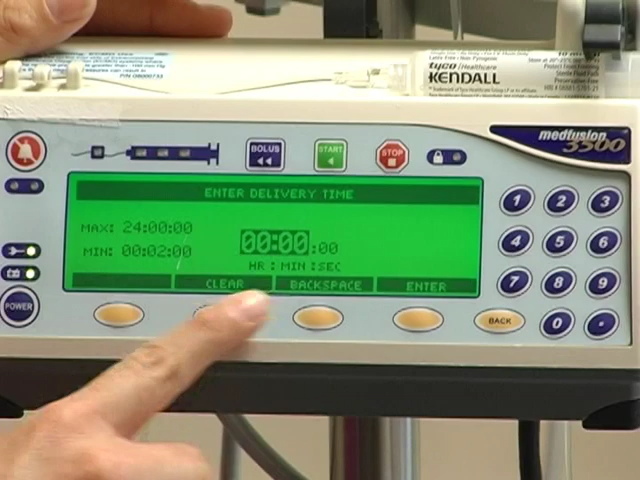 P/N 0B000733
tyco / Healthcare
KENDALL
medfusion
3500
BOLUS
START
STOP
ENTER DELIVERY TIME
MAX: 24:00:00
MIN: 00:02:00
00:00:00
HR : MIN :SEC
CLEAR BACKSPACE ENTER
POWER
BACK
1 2 3
4 5 6
7 8 9
0 .